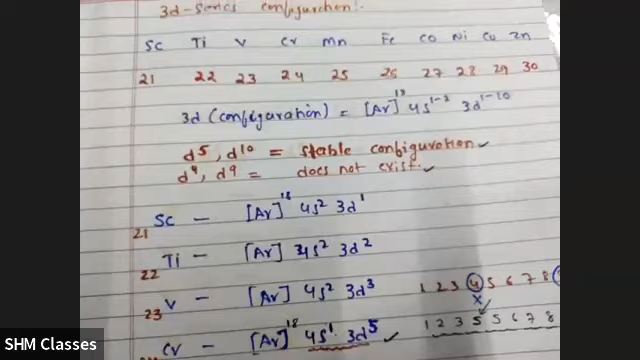 3d-Series configuration:-
Sc Ti V Cr Mn Fe Co Ni Cu Zn
21 22 23 24 25 26 27 28 29 30
3d (configuration) = [Ar]¹⁸ 4s¹⁻² 3d¹⁻¹⁰
d⁵, d¹⁰ = stable configuration ✓
d⁴, d⁹ = does not exist. ✓
21 Sc – [Ar]¹⁸ 4s² 3d¹
22 Ti – [Ar] 4s² 3d²
23 V – [Ar] 4s² 3d³ 1 2 3 4 5 6 7 8
x
Cr – [Ar]¹⁸ 4s¹ 3d⁵ ✓ 1 2 3 5 5 6 7 8
SHM Classes